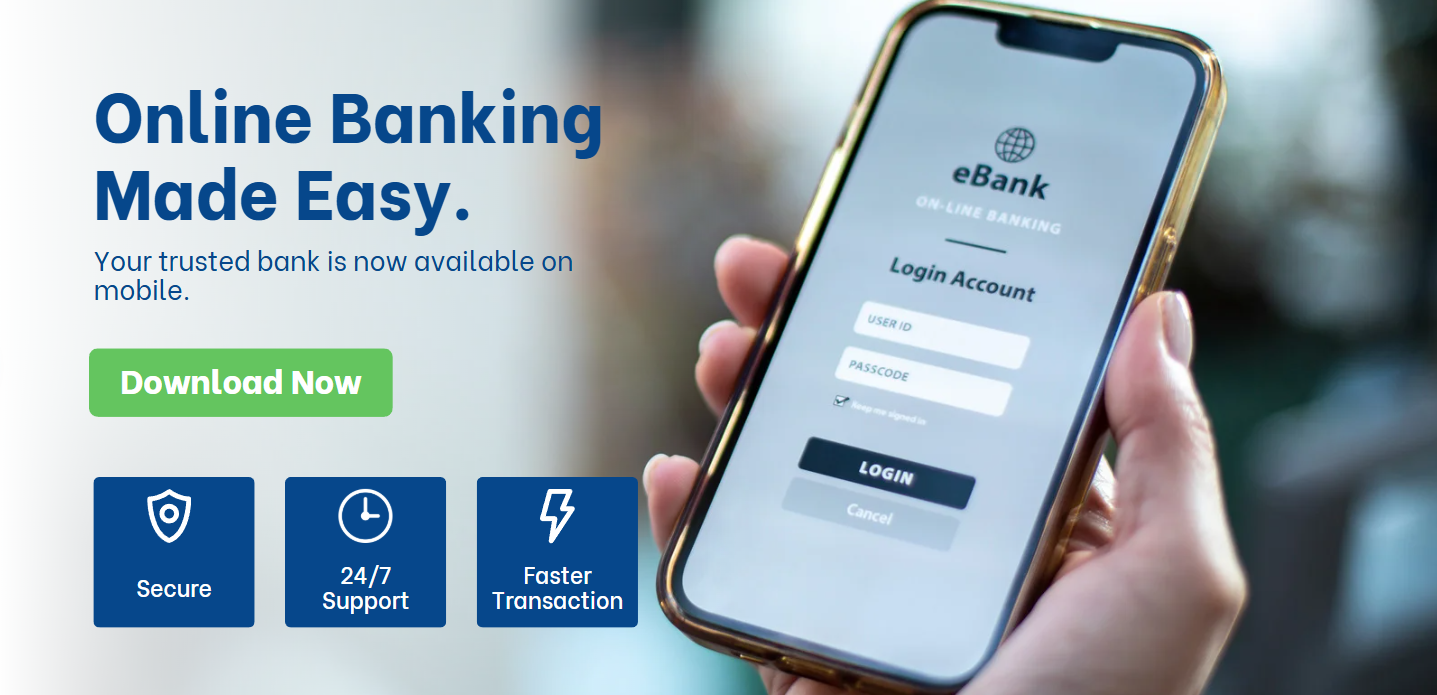 Online Banking
Made Easy.
Your trusted bank is now available on
mobile.
Download Now
Secure
24/7
Support
Faster
Transaction
eBank
ON-LINE BANKING
Login Account
USER ID
PASSCODE
Keep me signed in
LOGIN
Cancel